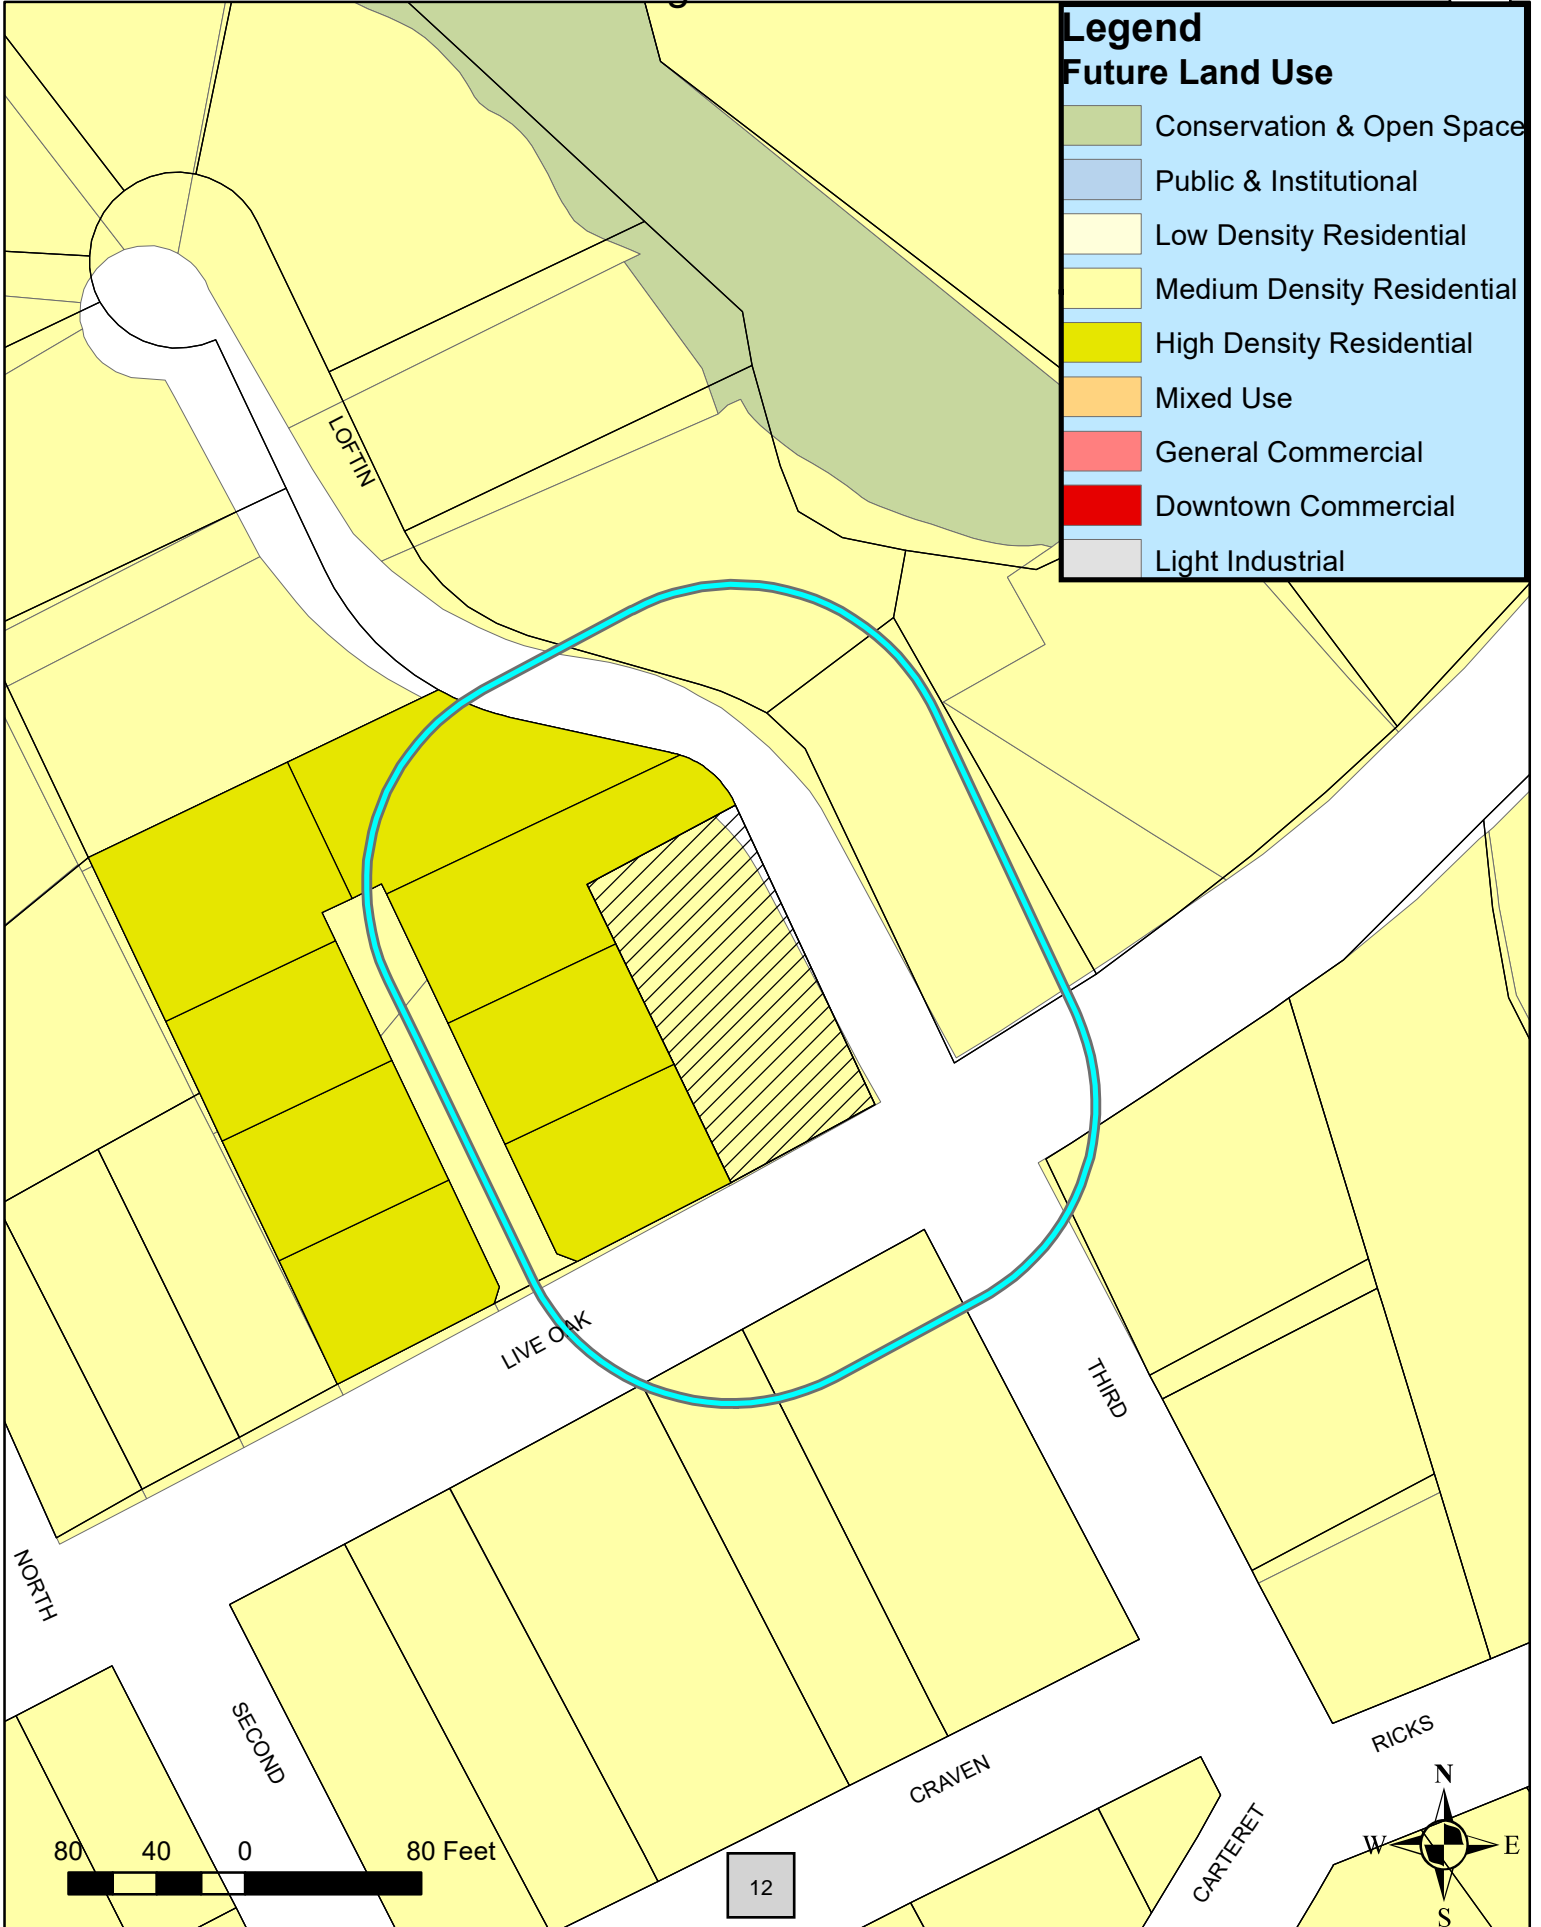 Legend
Future Land Use
Conservation & Open Space
Public & Institutional
Low Density Residential
Medium Density Residential
High Density Residential
Mixed Use
General Commercial
Downtown Commercial
Light Industrial
LOFTIN
LIVE OAK
THIRD
NORTH
SECOND
CRAVEN
RICKS
CARTERET
N
W E
S
80 40 0 80 Feet
12